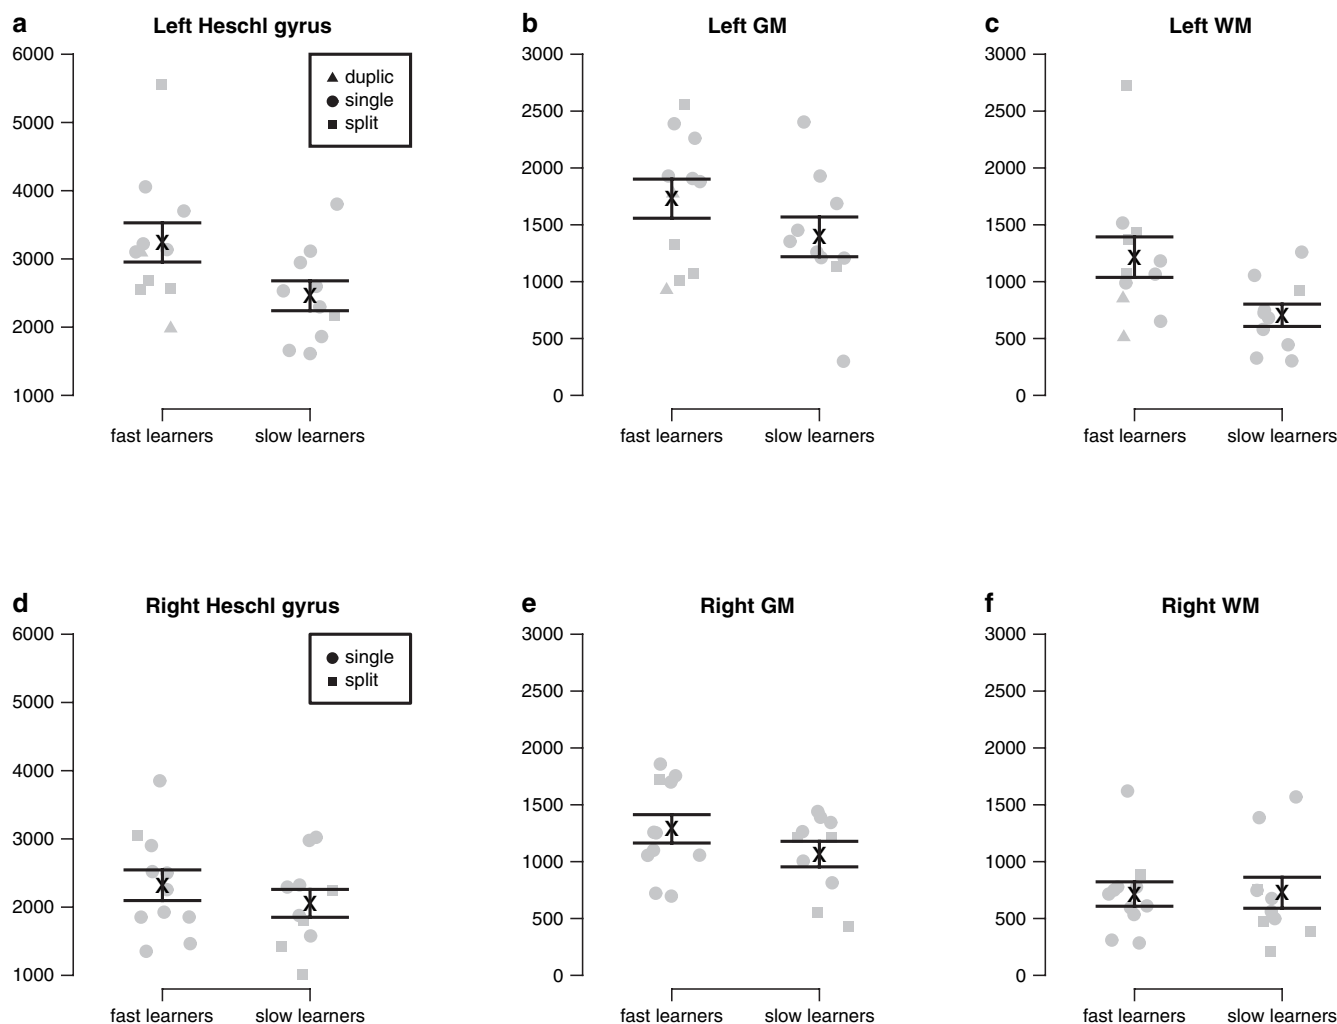 a Left Heschl gyrus
6000
5000
4000
3000
2000
1000
duplic
single
split
fast learners slow learners
b Left GM
3000
2500
2000
1500
1000
500
0
X X
fast learners slow learners
c Left WM
3000
2500
2000
1500
1000
500
0
fast learners slow learners
d Right Heschl gyrus
6000
5000
4000
3000
2000
1000
single
split
fast learners slow learners
e Right GM
3000
2500
2000
1500
1000
500
0
fast learners slow learners
f Right WM
3000
2500
2000
1500
1000
500
0
fast learners slow learners